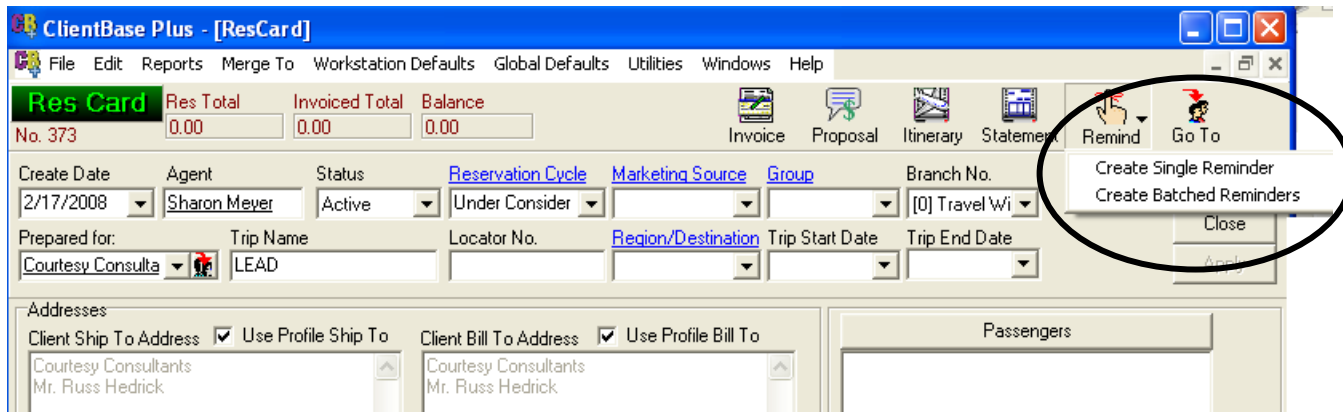 ClientBase Plus - [ResCard]
File Edit Reports Merge To Workstation Defaults Global Defaults Utilities Windows Help
Res Card Res Total Invoiced Total Balance
No. 373 0.00 0.00 0.00
Invoice Proposal Itinerary Statement Remind Go To
Create Single Reminder
Create Batched Reminders
Create Date Agent Status Reservation Cycle Marketing Source Group Branch No.
2/17/2008 Sharon Meyer Active Under Consider [0] Travel Wi
Close
Prepared for: Trip Name Locator No. Region/Destination Trip Start Date Trip End Date
Courtesy Consulta LEAD
Apply
Addresses
Client Ship To Address Use Profile Ship To Client Bill To Address Use Profile Bill To Passengers
Courtesy Consultants Courtesy Consultants
Mr. Russ Hedrick Mr. Russ Hedrick